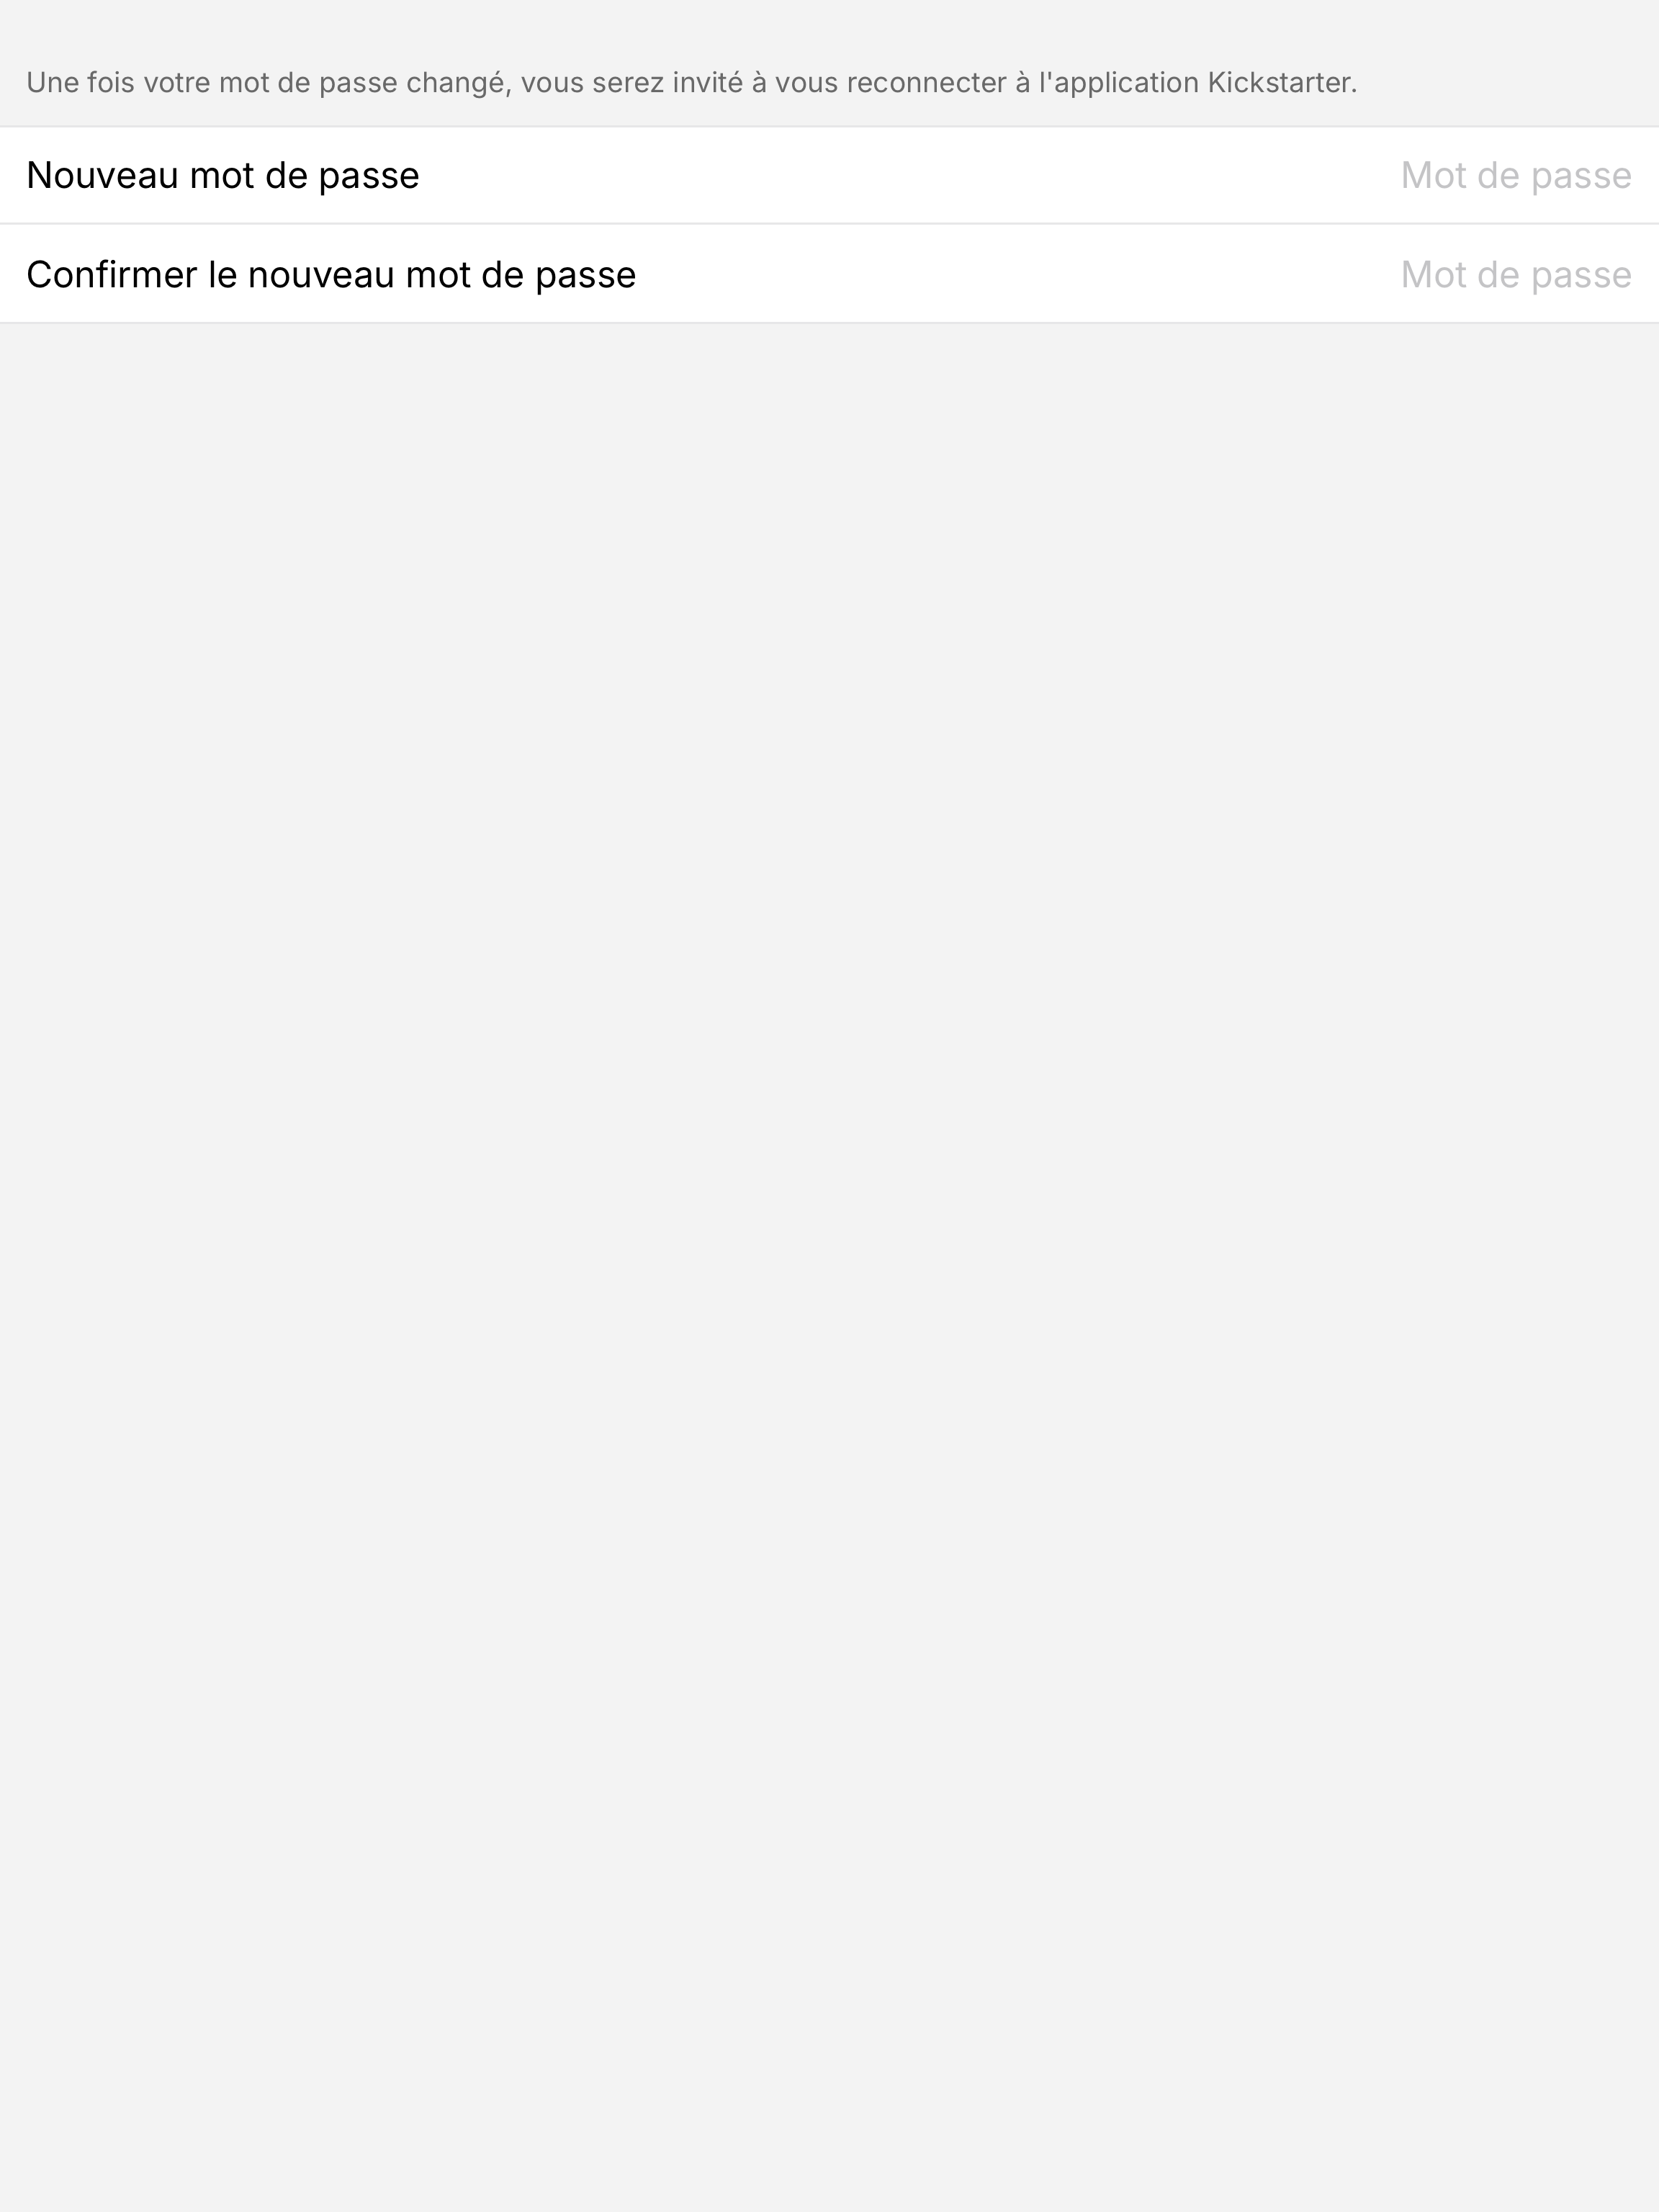 Une fois votre mot de passe changé, vous serez invité à vous reconnecter à l'application Kickstarter.
Nouveau mot de passe Mot de passe
Confirmer le nouveau mot de passe Mot de passe